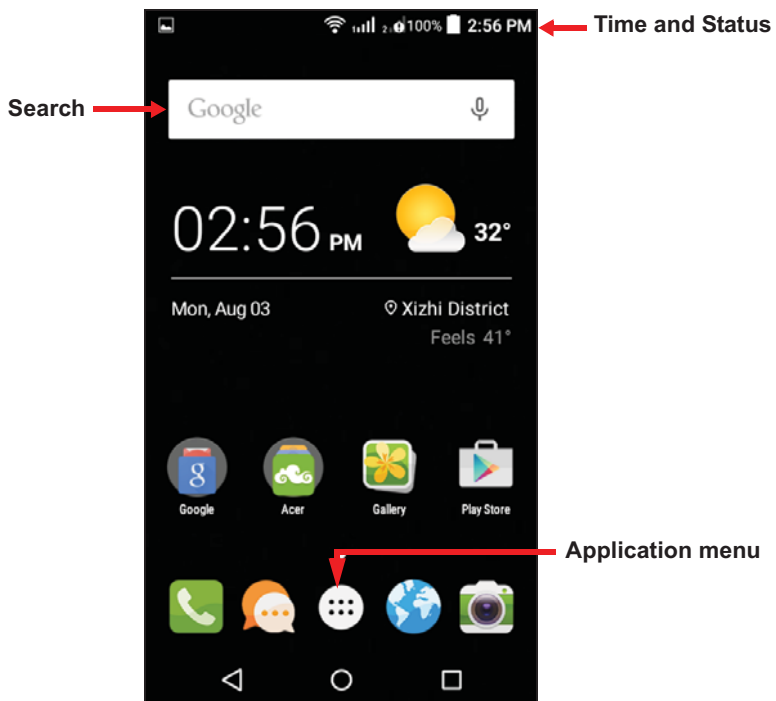 100% 2:56 PM
Time and Status
Search
Google
02:56 PM
32°
Mon, Aug 03
Xizhi District
Feels 41°
g
Google
Acer
Gallery
Play Store
Application menu